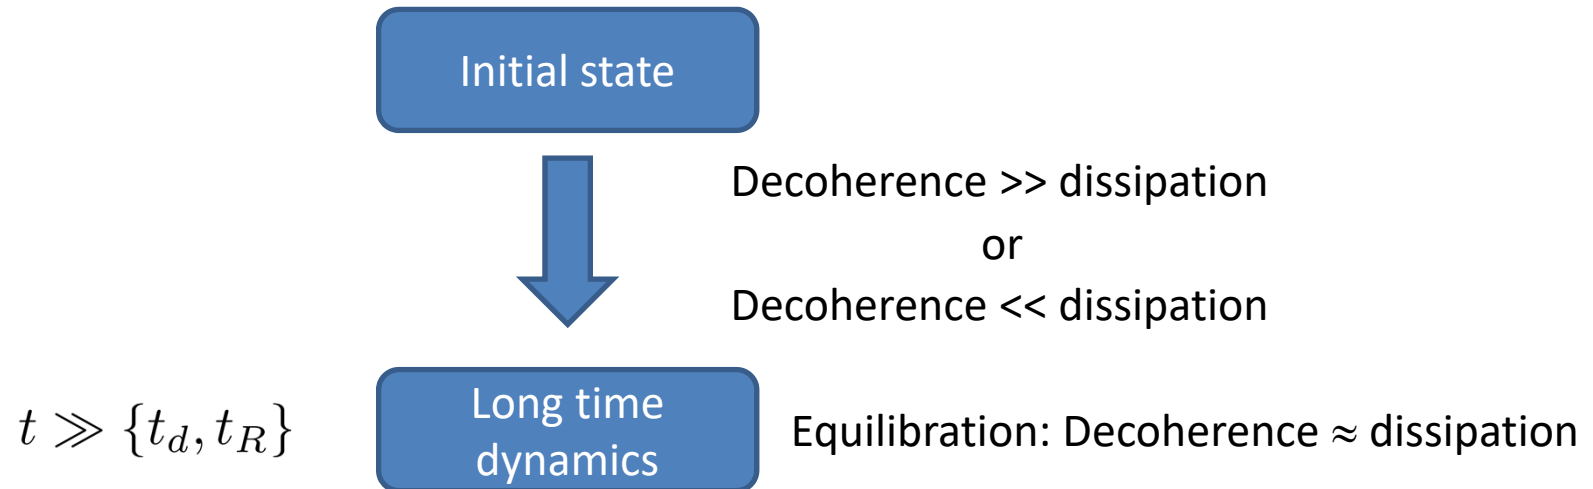 Initial state
Decoherence >> dissipation
or
Decoherence << dissipation
t ≫ {t_d, t_R}
Long time
dynamics
Equilibration: Decoherence ≈ dissipation